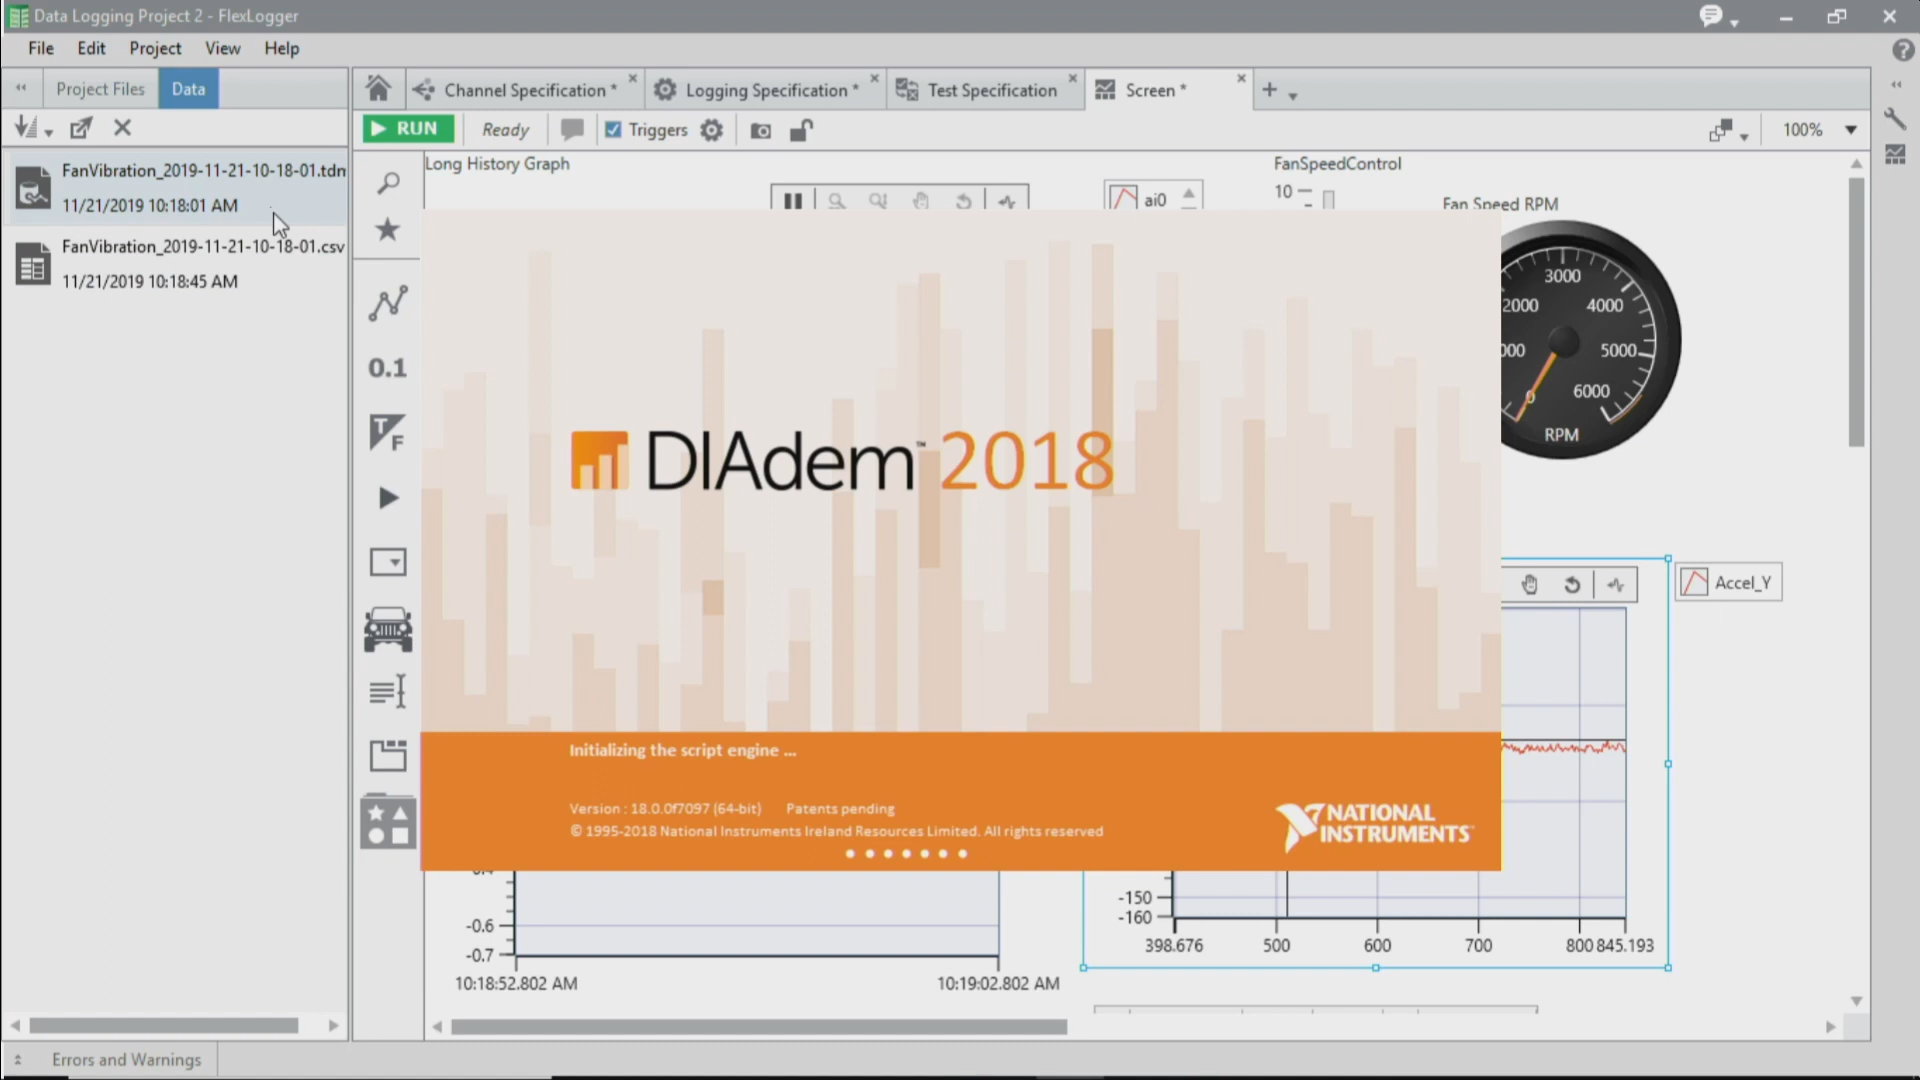 Data Logging Project 2 - FlexLogger
File Edit Project View Help
Project Files Data
Channel Specification * Logging Specification * Test Specification Screen *
RUN Ready Triggers 100%
FanVibration_2019-11-21-10-18-01.tdm
11/21/2019 10:18:01 AM
FanVibration_2019-11-21-10-18-01.csv
11/21/2019 10:18:45 AM
Long History Graph
FanSpeedControl
10
ai0
Fan Speed RPM
3000
2000 4000
000 5000
0 6000
RPM
0.1
T F
DIAdem™ 2018
Accel_Y
Initializing the script engine ...
Version : 18.0.0f7097 (64-bit) Patents pending
© 1995-2018 National Instruments Ireland Resources Limited. All rights reserved
NATIONAL INSTRUMENTS™
-0.6
-0.7
10:18:52.802 AM 10:19:02.802 AM
-150
-160
398.676 500 600 700 800 845.193
Errors and Warnings